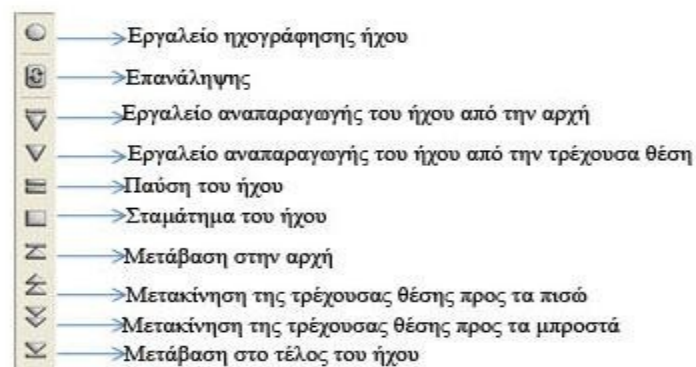 Εργαλείο ηχογράφησης ήχου
Επανάληψης
Εργαλείο αναπαραγωγής του ήχου από την αρχή
Εργαλείο αναπαραγωγής του ήχου από την τρέχουσα θέση
Παύση του ήχου
Σταμάτημα του ήχου
Μετάβαση στην αρχή
Μετακίνηση της τρέχουσας θέσης προς τα πισώ
Μετακίνηση της τρέχουσας θέσης προς τα μπροστά
Μετάβαση στο τέλος του ήχου